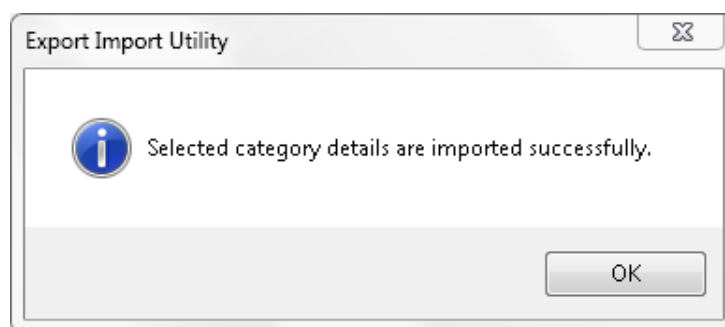 Export Import Utility
Selected category details are imported successfully.
OK